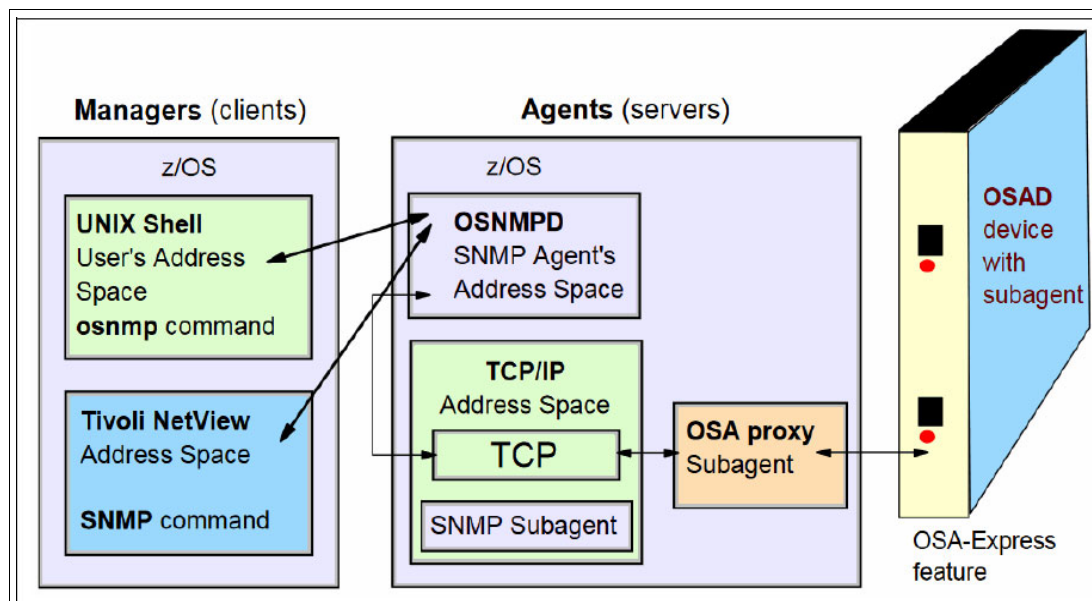 Managers (clients)
z/OS
UNIX Shell
User's Address
Space
osnmp command
Tivoli NetView
Address Space
SNMP command
Agents (servers)
z/OS
OSNMPD
SNMP Agent's
Address Space
TCP/IP
Address Space
TCP
SNMP Subagent
OSA proxy
Subagent
OSAD
device
with
subagent
OSA-Express
feature